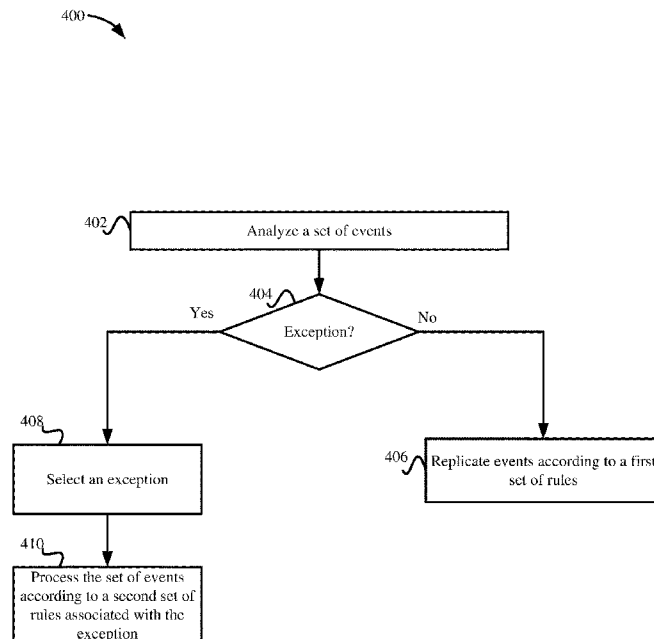 400
402
Analyze a set of events
404
Yes
Exception?
No
408
Select an exception
406
Replicate events according to a first
set of rules
410
Process the set of events
according to a second set of
rules associated with the
exception